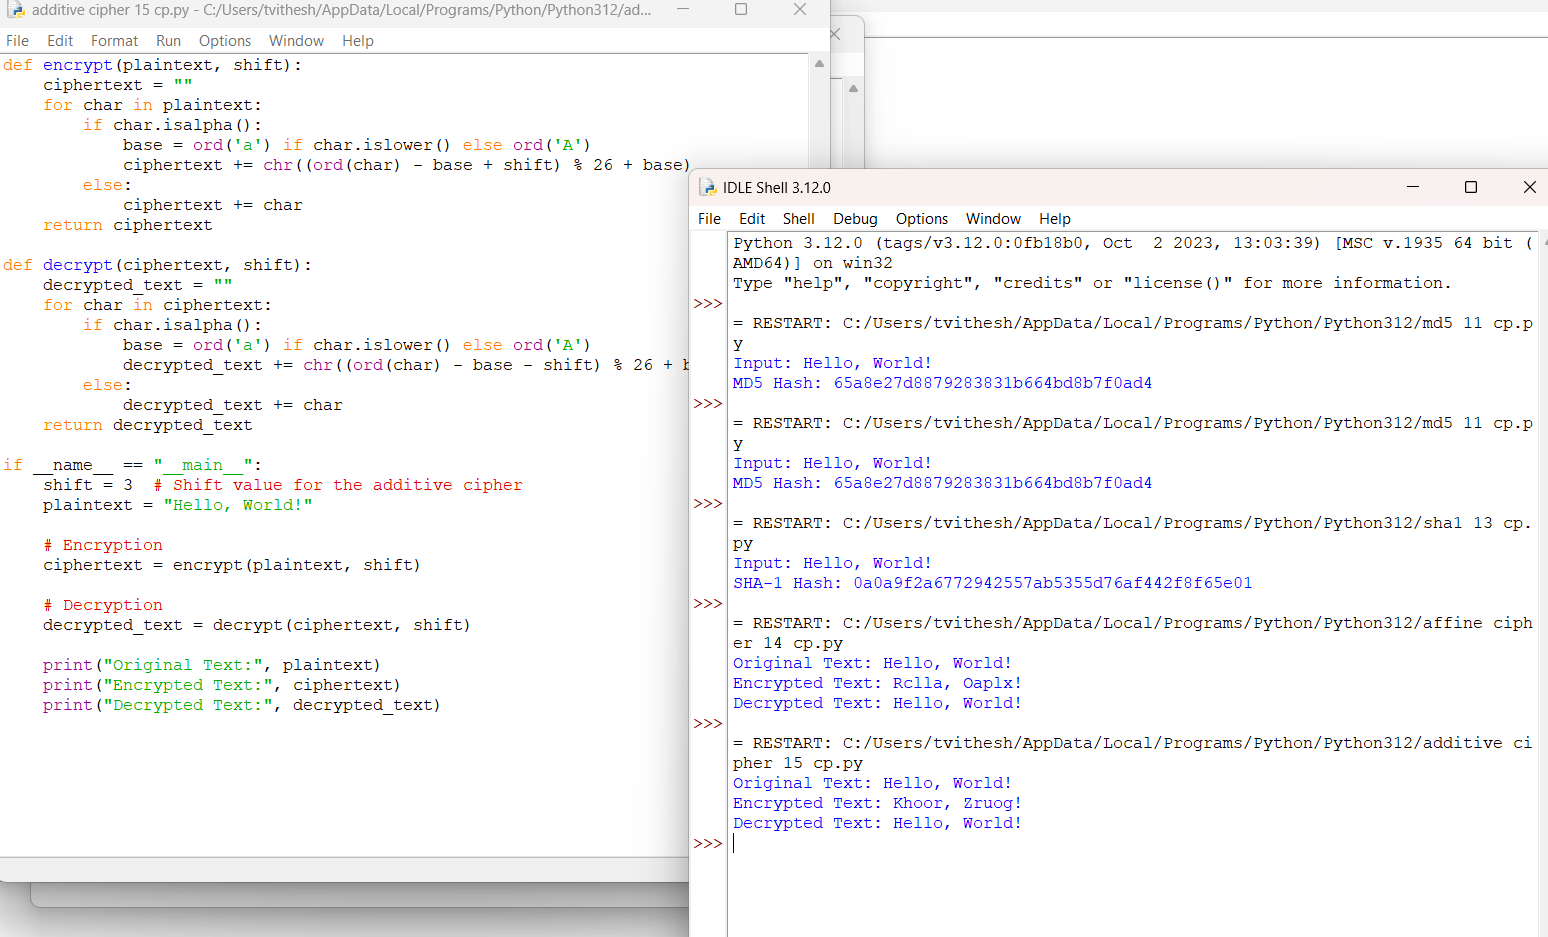 additive cipher 15 cp.py - C:/Users/tvithesh/AppData/Local/Programs/Python/Python312/ad...
File Edit Format Run Options Window Help
def encrypt(plaintext, shift):
    ciphertext = ""
    for char in plaintext:
        if char.isalpha():
            base = ord('a') if char.islower() else ord('A')
            ciphertext += chr((ord(char) - base + shift) % 26 + base)
        else:
            ciphertext += char
    return ciphertext

def decrypt(ciphertext, shift):
    decrypted_text = ""
    for char in ciphertext:
        if char.isalpha():
            base = ord('a') if char.islower() else ord('A')
            decrypted_text += chr((ord(char) - base - shift) % 26 +
        else:
            decrypted_text += char
    return decrypted_text

if __name__ == "__main__":
    shift = 3  # Shift value for the additive cipher
    plaintext = "Hello, World!"

    # Encryption
    ciphertext = encrypt(plaintext, shift)

    # Decryption
    decrypted_text = decrypt(ciphertext, shift)

    print("Original Text:", plaintext)
    print("Encrypted Text:", ciphertext)
    print("Decrypted Text:", decrypted_text)
IDLE Shell 3.12.0
File Edit Shell Debug Options Window Help
Python 3.12.0 (tags/v3.12.0:0fb18b0, Oct  2 2023, 13:03:39) [MSC v.1935 64 bit (
AMD64)] on win32
Type "help", "copyright", "credits" or "license()" for more information.
>>>
= RESTART: C:/Users/tvithesh/AppData/Local/Programs/Python/Python312/md5 11 cp.p
y
Input: Hello, World!
MD5 Hash: 65a8e27d8879283831b664bd8b7f0ad4
>>>
= RESTART: C:/Users/tvithesh/AppData/Local/Programs/Python/Python312/md5 11 cp.p
y
Input: Hello, World!
MD5 Hash: 65a8e27d8879283831b664bd8b7f0ad4
>>>
= RESTART: C:/Users/tvithesh/AppData/Local/Programs/Python/Python312/sha1 13 cp.
py
Input: Hello, World!
SHA-1 Hash: 0a0a9f2a6772942557ab5355d76af442f8f65e01
>>>
= RESTART: C:/Users/tvithesh/AppData/Local/Programs/Python/Python312/affine ciph
er 14 cp.py
Original Text: Hello, World!
Encrypted Text: Rclla, Oaplx!
Decrypted Text: Hello, World!
>>>
= RESTART: C:/Users/tvithesh/AppData/Local/Programs/Python/Python312/additive ci
pher 15 cp.py
Original Text: Hello, World!
Encrypted Text: Khoor, Zruog!
Decrypted Text: Hello, World!
>>>